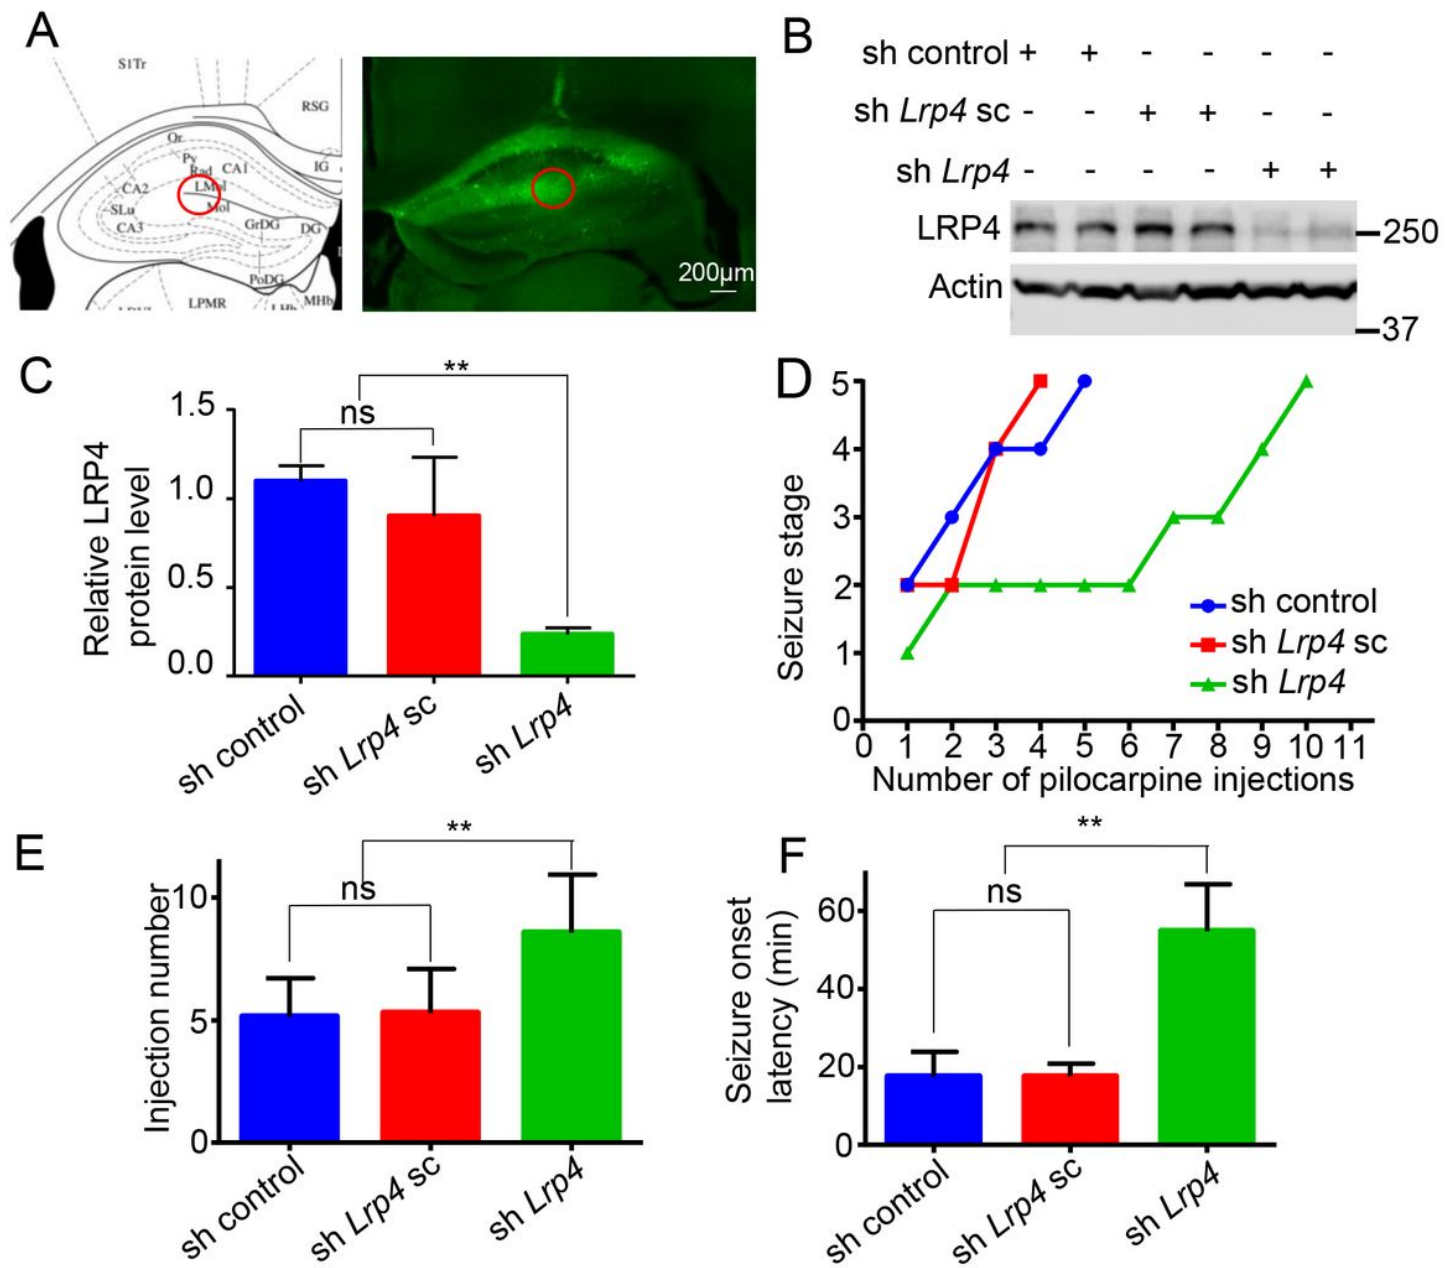 A
S1Tr
RSG
Or
Py
Rad
CA1
IG
CA2
LMol
SLu
Mol
CA3
GrDG
DG
PoDG
LPMR
MHb
200µm
B
sh control + + - - - -
sh Lrp4 sc - - + + - -
sh Lrp4 - - - - + +
LRP4
250
Actin
37
C
**
ns
1.5
1.0
0.5
0.0
Relative LRP4
protein level
sh control
sh Lrp4 sc
sh Lrp4
D
5
4
3
2
1
0
Seizure stage
sh control
sh Lrp4 sc
sh Lrp4
0 1 2 3 4 5 6 7 8 9 10 11
Number of pilocarpine injections
E
**
ns
10
5
0
Injection number
sh control
sh Lrp4 sc
sh Lrp4
F
**
ns
60
40
20
0
Seizure onset
latency (min)
sh control
sh Lrp4 sc
sh Lrp4